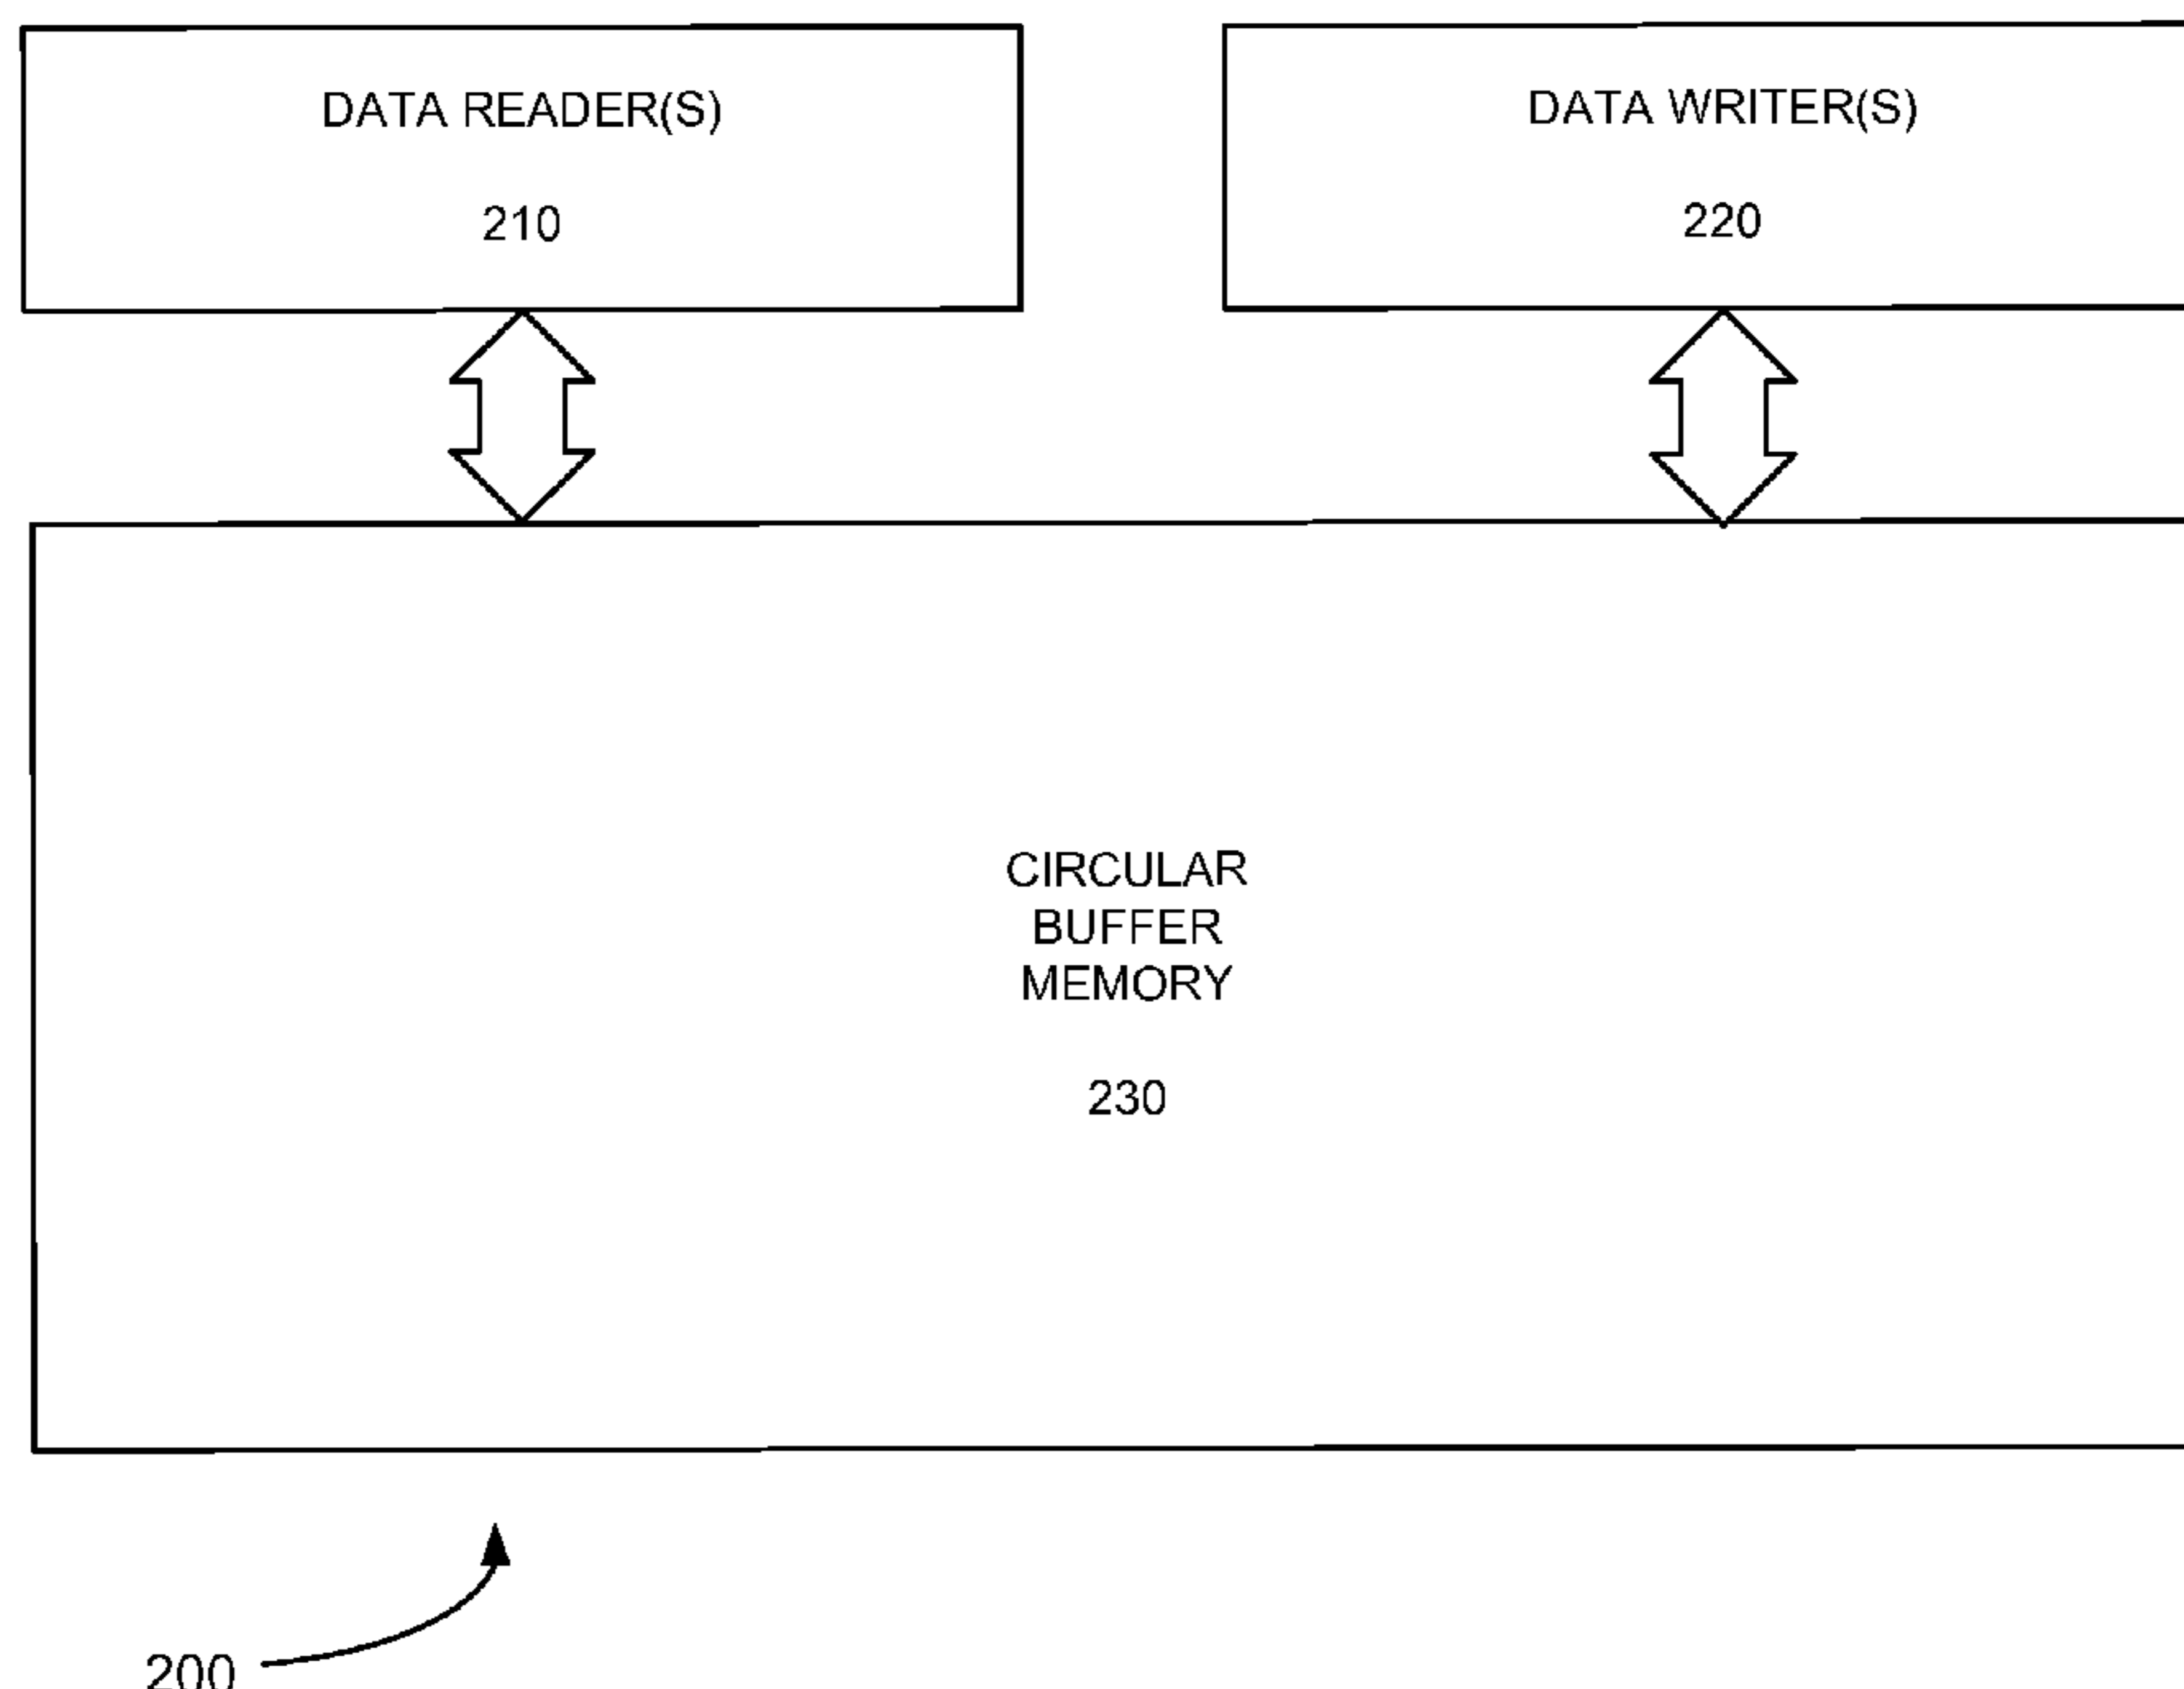 DATA READER(S)
210
DATA WRITER(S)
220
CIRCULAR
BUFFER
MEMORY
230
200